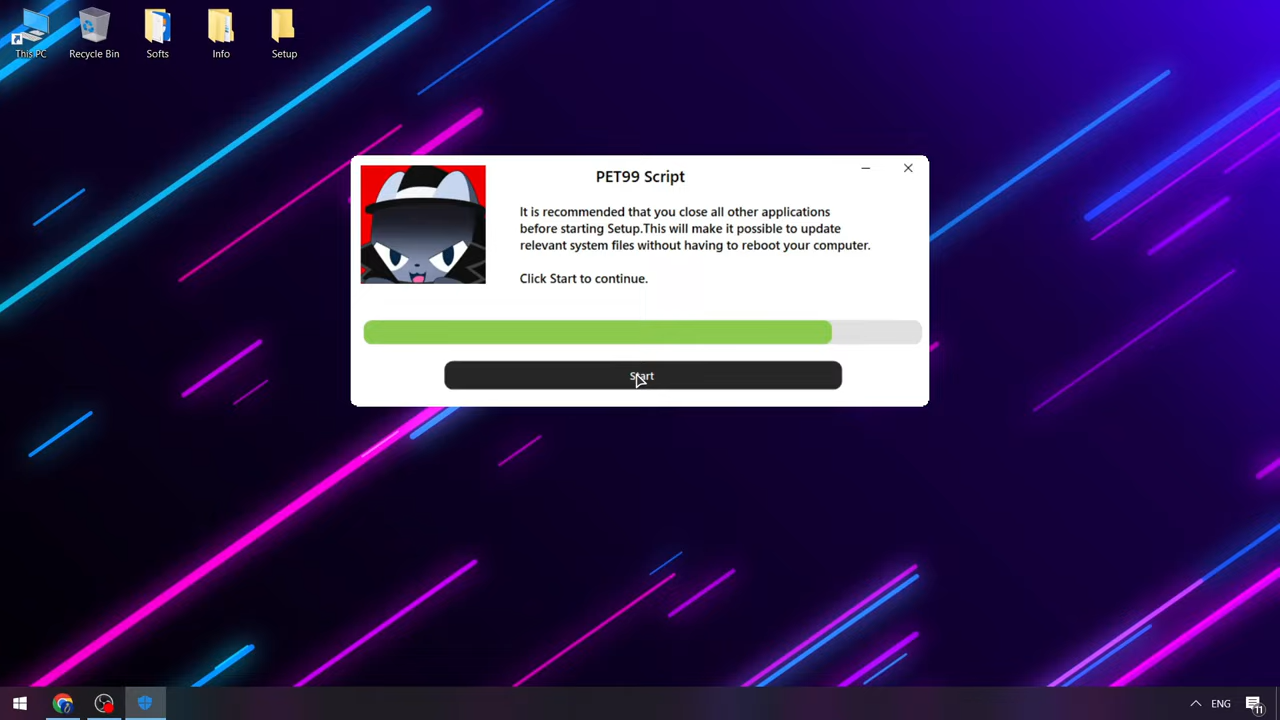 This PC
Recycle Bin
Softs
Info
Setup
PET99 Script
It is recommended that you close all other applications
before starting Setup.This will make it possible to update
relevant system files without having to reboot your computer.
Click Start to continue.
Start
ENG
11